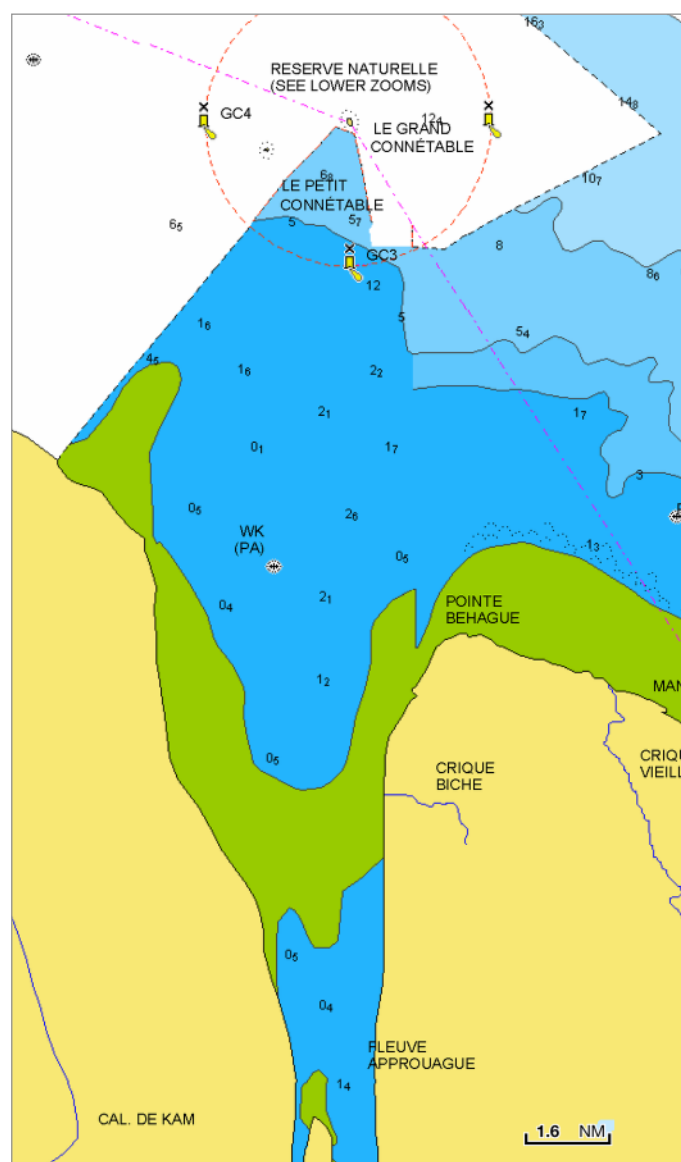 16₃
RESERVE NATURELLE
(SEE LOWER ZOOMS)
14₈
GC4
12₄
LE GRAND
CONNÉTABLE
6₈
10₇
LE PETIT
CONNÉTABLE
6₅
5
5₇
8
GC3
8₆
12
1₆
5
5₄
4₅
1₆
2₂
2₁
1₇
0₁
1₇
3
0₅
2₆
WK
(PA)
1₃
0₅
0₄
2₁
POINTE
BEHAGUE
1₂
MAN
0₅
CRIQUE
BICHE
CRIQU
VIEILL
0₅
0₄
FLEUVE
APPROUAGUE
1₄
CAL. DE KAM
1.6 NM